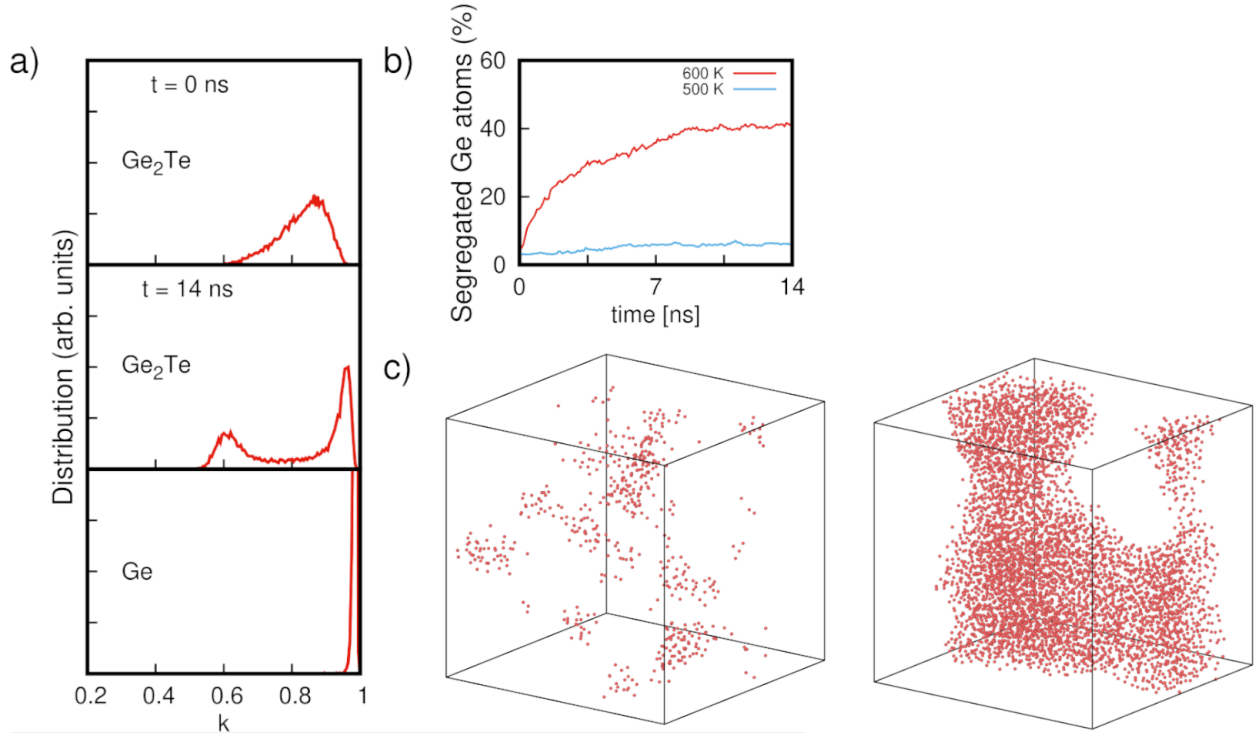 a)
t = 0 ns
Ge₂Te
t = 14 ns
Ge₂Te
Ge
Distribution (arb. units)
0.2 0.4 0.6 0.8 1
k
b)
Segregated Ge atoms (%)
60
40
20
0
600 K
500 K
0 7 14
time [ns]
c)